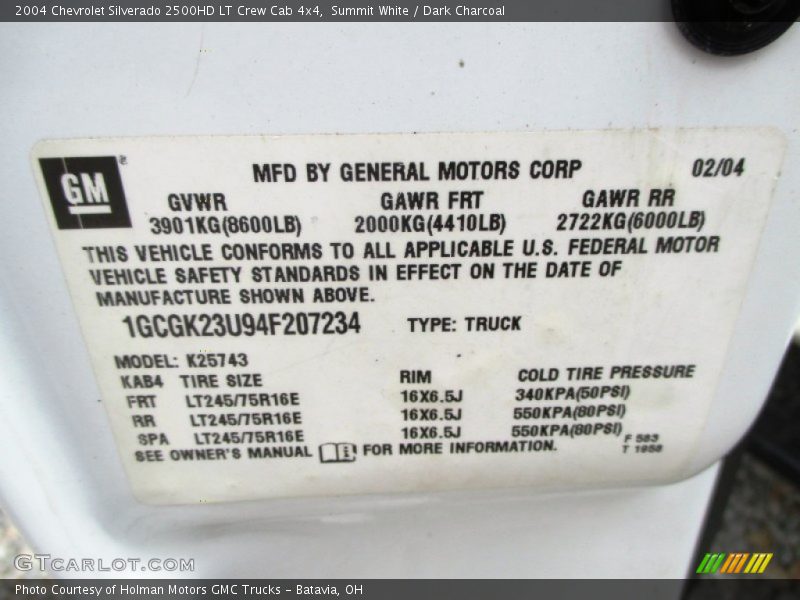 2004 Chevrolet Silverado 2500HD LT Crew Cab 4x4,  Summit White / Dark Charcoal
GM®
MFD BY GENERAL MOTORS CORP 02/04
GVWR GAWR FRT GAWR RR
3901KG(8600LB) 2000KG(4410LB) 2722KG(6000LB)
THIS VEHICLE CONFORMS TO ALL APPLICABLE U.S. FEDERAL MOTOR
VEHICLE SAFETY STANDARDS IN EFFECT ON THE DATE OF
MANUFACTURE SHOWN ABOVE.
1GCGK23U94F207234 TYPE: TRUCK
MODEL: K25743
KAB4 TIRE SIZE RIM COLD TIRE PRESSURE
FRT LT245/75R16E 16X6.5J 340KPA(50PSI)
RR LT245/75R16E 16X6.5J 550KPA(80PSI)
SPA LT245/75R16E 16X6.5J 550KPA(80PSI)
SEE OWNER'S MANUAL FOR MORE INFORMATION.
F 583
T 1958
GTCARLOT.COM
Photo Courtesy of Holman Motors GMC Trucks - Batavia, OH